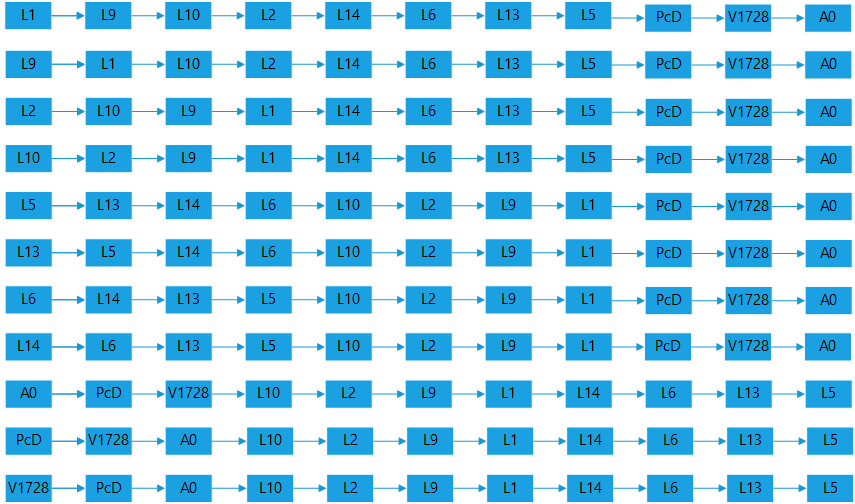 L1 L9 L10 L2 L14 L6 L13 L5 PcD V1728 A0
L9 L1 L10 L2 L14 L6 L13 L5 PcD V1728 A0
L2 L10 L9 L1 L14 L6 L13 L5 PcD V1728 A0
L10 L2 L9 L1 L14 L6 L13 L5 PcD V1728 A0
L5 L13 L14 L6 L10 L2 L9 L1 PcD V1728 A0
L13 L5 L14 L6 L10 L2 L9 L1 PcD V1728 A0
L6 L14 L13 L5 L10 L2 L9 L1 PcD V1728 A0
L14 L6 L13 L5 L10 L2 L9 L1 PcD V1728 A0
A0 PcD V1728 L10 L2 L9 L1 L14 L6 L13 L5
PcD V1728 A0 L10 L2 L9 L1 L14 L6 L13 L5
V1728 PcD A0 L10 L2 L9 L1 L14 L6 L13 L5